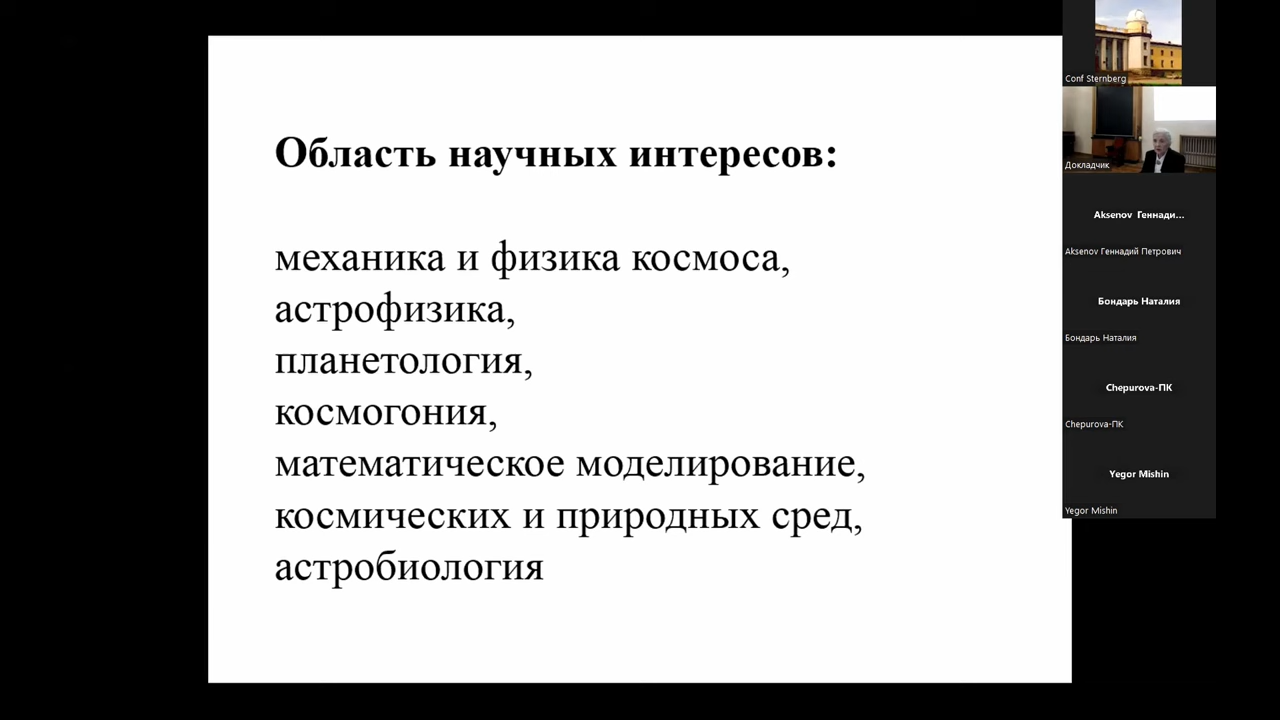 Область научных интересов:
механика и физика космоса,
астрофизика,
планетология,
космогония,
математическое моделирование,
космических и природных сред,
астробиология
Conf Sternberg
Докладчик
Aksenov Геннади...
Aksenov Геннадий Петрович
Бондарь Наталия
Бондарь Наталия
Chepurova-ПК
Chepurova-ПК
Yegor Mishin
Yegor Mishin